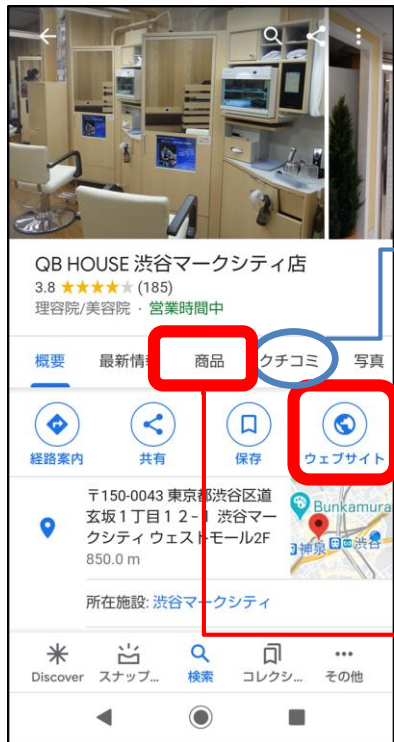 QB HOUSE 渋谷マークシティ店
3.8 ★★★★★ (185)
理容院/美容院・営業時間中
概要 最新情報 商品 クチコミ 写真
経路案内 共有 保存 ウェブサイト
〒150-0043 東京都渋谷区道
玄坂1丁目12-1 渋谷マー
クシティ ウェストモール2F
850.0 m
Bunkamura
神泉 渋谷
所在施設: 渋谷マークシティ
Discover スナップ... 検索 コレクシ... その他